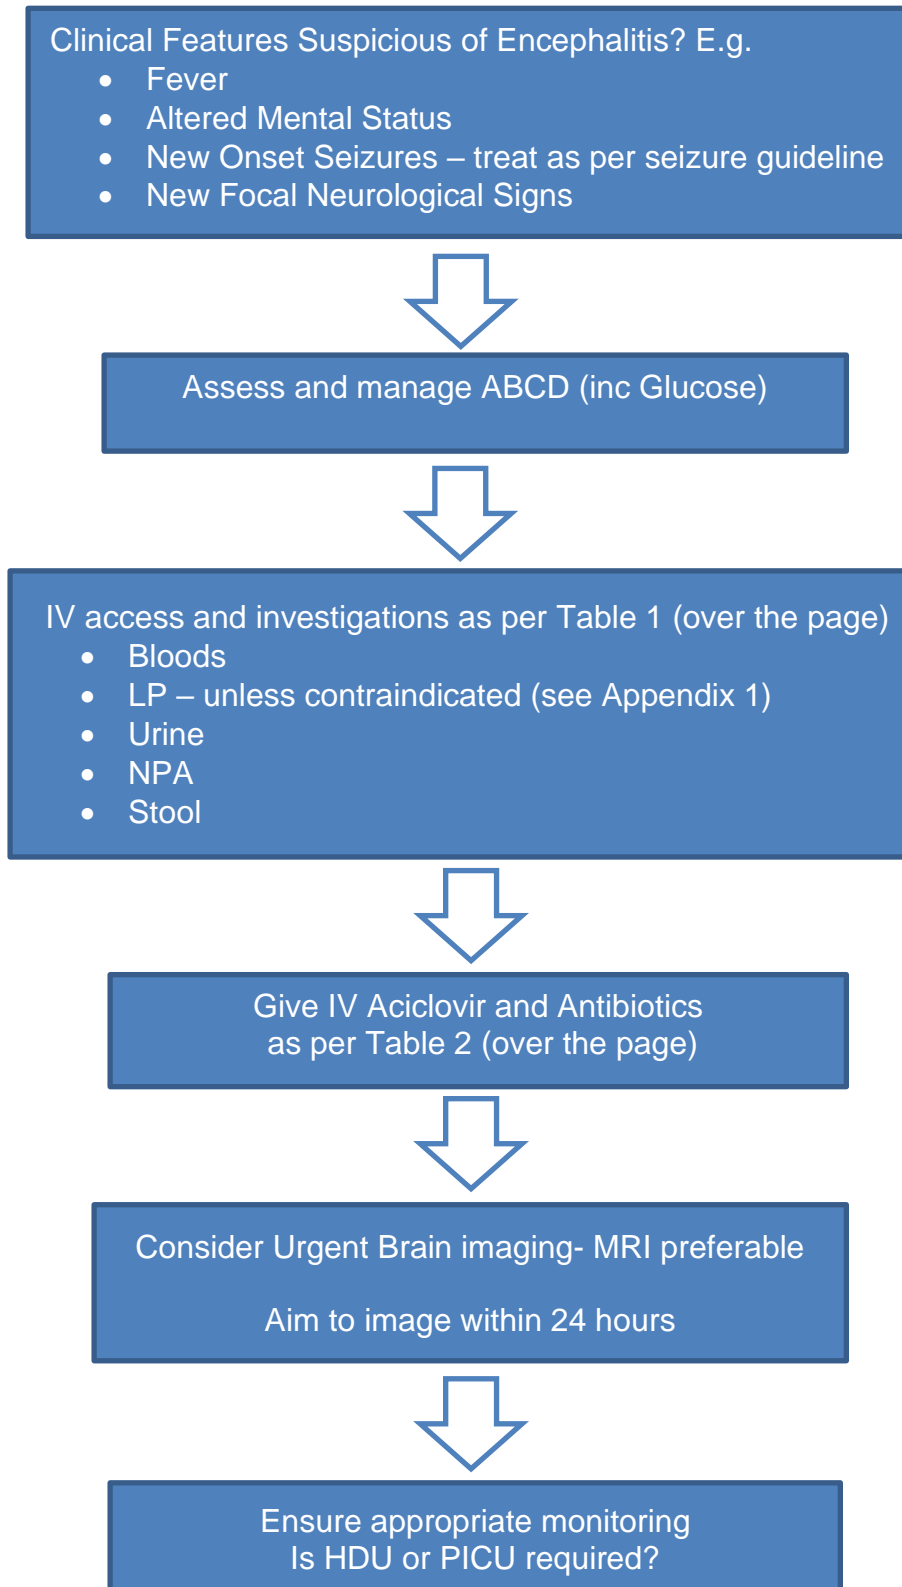 Clinical Features Suspicious of Encephalitis? E.g.
• Fever
• Altered Mental Status
• New Onset Seizures – treat as per seizure guideline
• New Focal Neurological Signs
Assess and manage ABCD (inc Glucose)
IV access and investigations as per Table 1 (over the page)
• Bloods
• LP – unless contraindicated (see Appendix 1)
• Urine
• NPA
• Stool
Give IV Aciclovir and Antibiotics
as per Table 2 (over the page)
Consider Urgent Brain imaging- MRI preferable
Aim to image within 24 hours
Ensure appropriate monitoring
Is HDU or PICU required?